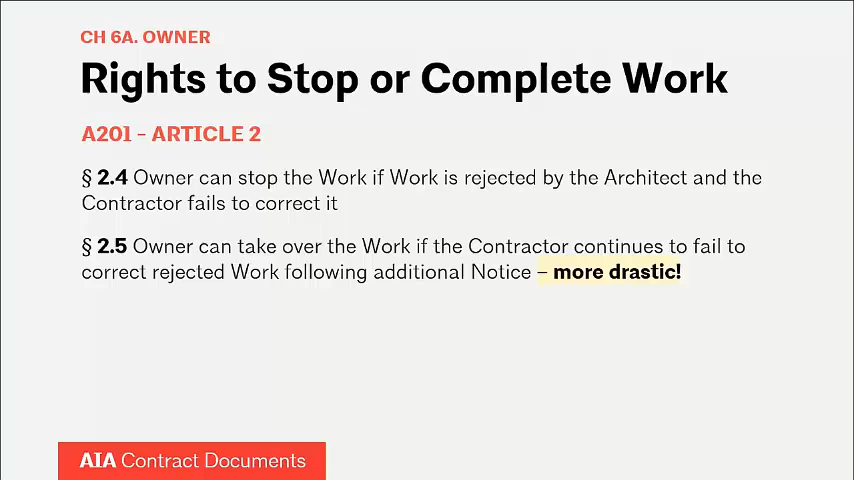 CH 6A. OWNER
Rights to Stop or Complete Work
A201 - ARTICLE 2
§ 2.4 Owner can stop the Work if Work is rejected by the Architect and the
Contractor fails to correct it
§ 2.5 Owner can take over the Work if the Contractor continues to fail to
correct rejected Work following additional Notice – more drastic!
AIA Contract Documents